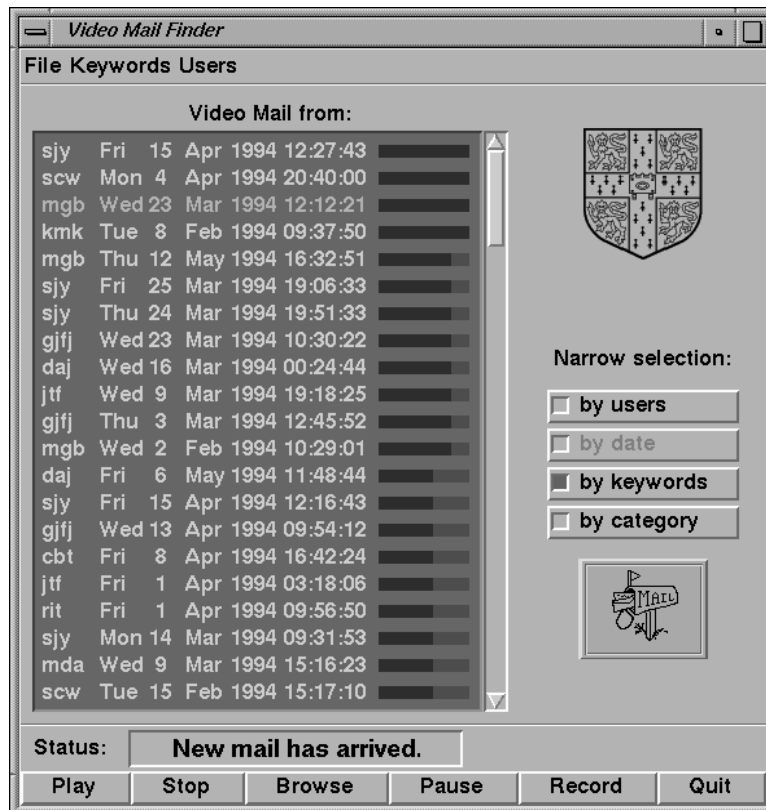 Video Mail Finder
File Keywords Users
Video Mail from:
sjy Fri 15 Apr 1994 12:27:43
scw Mon 4 Apr 1994 20:40:00
mgb Wed 23 Mar 1994 12:12:21
kmk Tue 8 Feb 1994 09:37:50
mgb Thu 12 May 1994 16:32:51
sjy Fri 25 Mar 1994 19:06:33
sjy Thu 24 Mar 1994 19:51:33
gjfj Wed 23 Mar 1994 10:30:22
daj Wed 16 Mar 1994 00:24:44
jtf Wed 9 Mar 1994 19:18:25
gjfj Thu 3 Mar 1994 12:45:52
mgb Wed 2 Feb 1994 10:29:01
daj Fri 6 May 1994 11:48:44
sjy Fri 15 Apr 1994 12:16:43
gjfj Wed 13 Apr 1994 09:54:12
cbt Fri 8 Apr 1994 16:42:24
jtf Fri 1 Apr 1994 03:18:06
rit Fri 1 Apr 1994 09:56:50
sjy Mon 14 Mar 1994 09:31:53
mda Wed 9 Mar 1994 15:16:23
scw Tue 15 Feb 1994 15:17:10
Narrow selection:
by users
by date
by keywords
by category
MAIL
Status: New mail has arrived.
Play Stop Browse Pause Record Quit